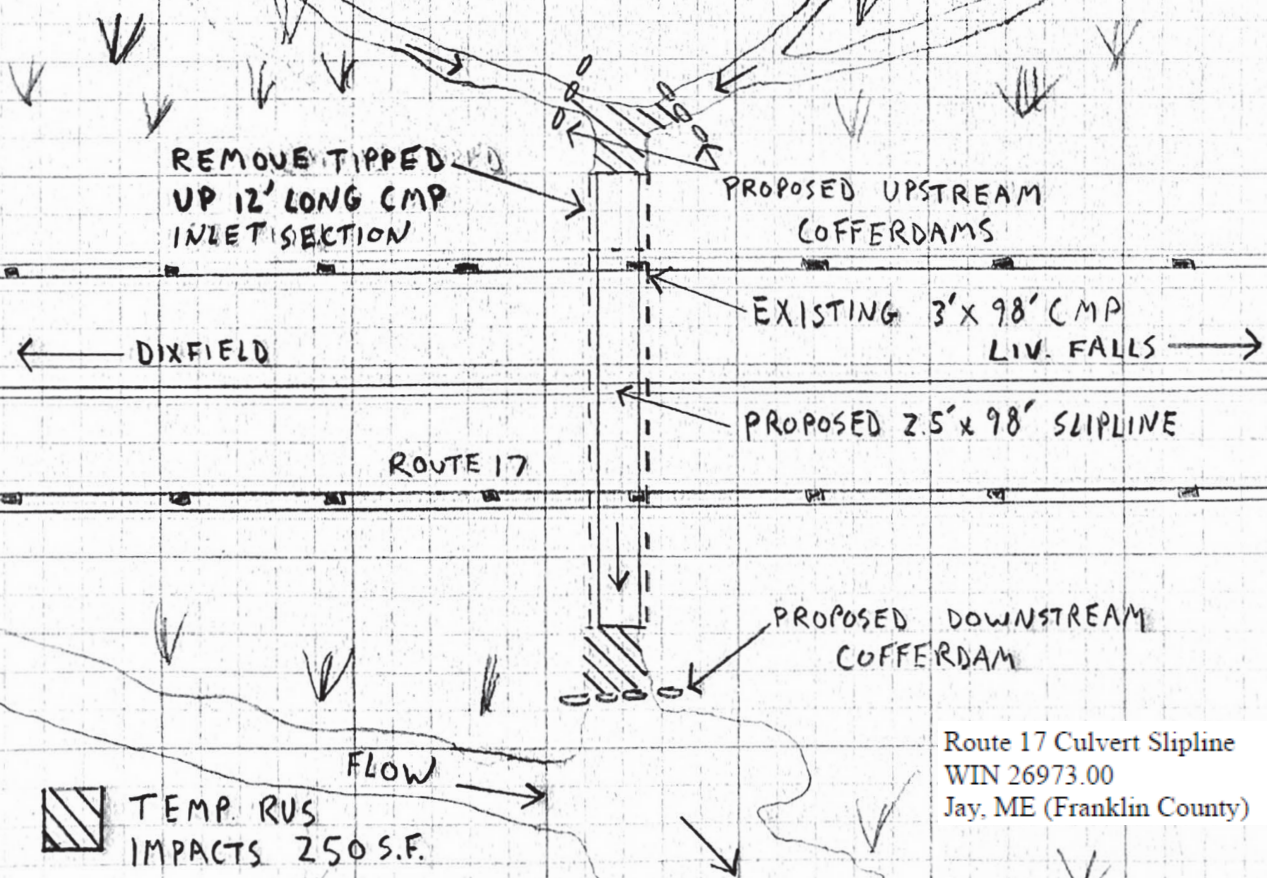 REMOVE TIPPED
UP 12' LONG CMP
INLET SECTION
PROPOSED UPSTREAM
COFFERDAMS
EXISTING 3' X 98' CMP
DIXFIELD
LIV. FALLS
PROPOSED 2.5' x 98' SLIPLINE
ROUTE 17
PROPOSED DOWNSTREAM
COFFERDAM
FLOW
Route 17 Culvert Slipline
WIN 26973.00
Jay, ME (Franklin County)
TEMP. RUS
IMPACTS 250 S.F.